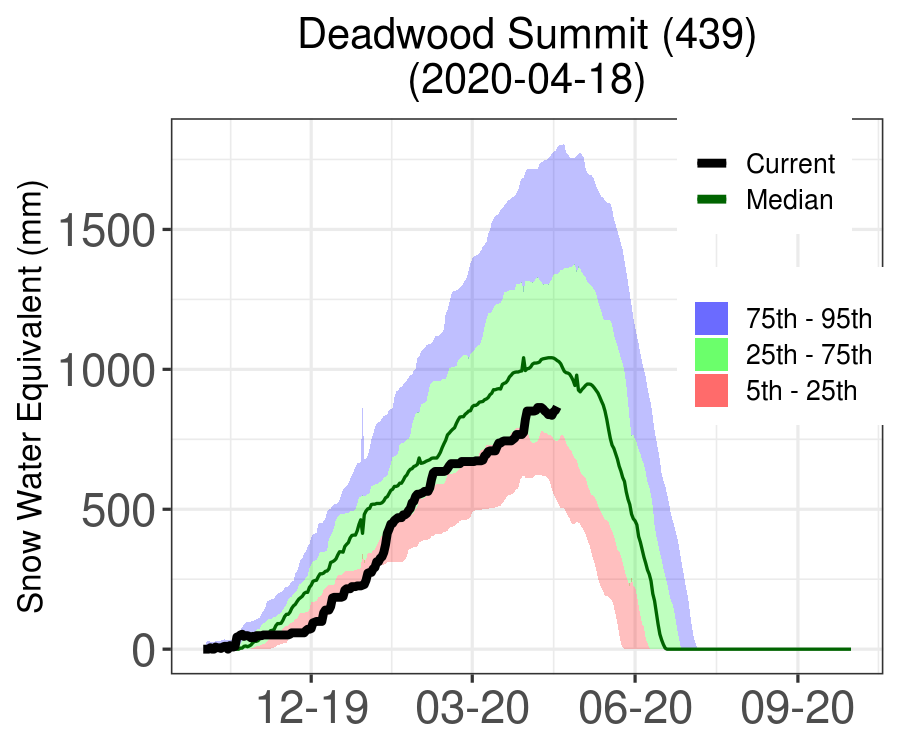 Deadwood Summit (439)
(2020-04-18)
Snow Water Equivalent (mm)
1500
1000
500
0
12-19
03-20
06-20
09-20
Current
Median
75th - 95th
25th - 75th
5th - 25th